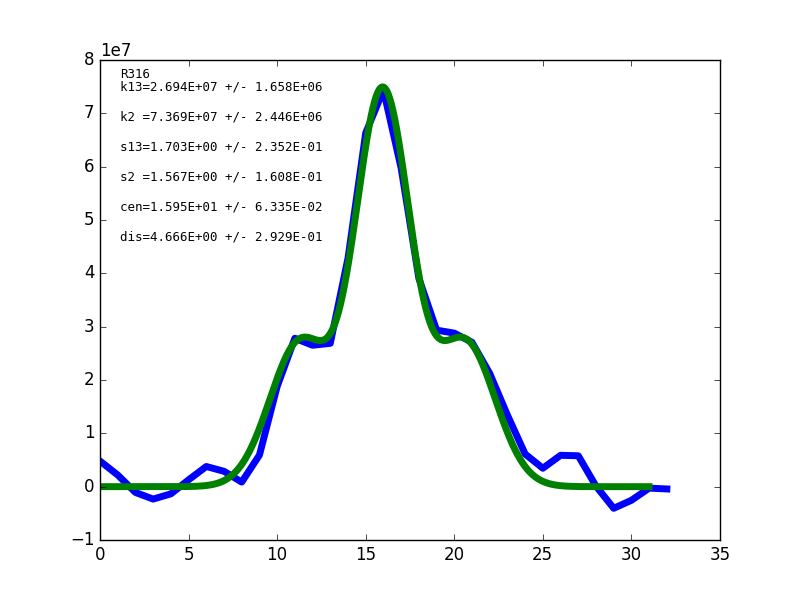 1e7
8
7
6
5
4
3
2
1
0
−1
R316
k13=2.694E+07 +/- 1.658E+06
k2 =7.369E+07 +/- 2.446E+06
s13=1.703E+00 +/- 2.352E-01
s2 =1.567E+00 +/- 1.608E-01
cen=1.595E+01 +/- 6.335E-02
dis=4.666E+00 +/- 2.929E-01
0 5 10 15 20 25 30 35